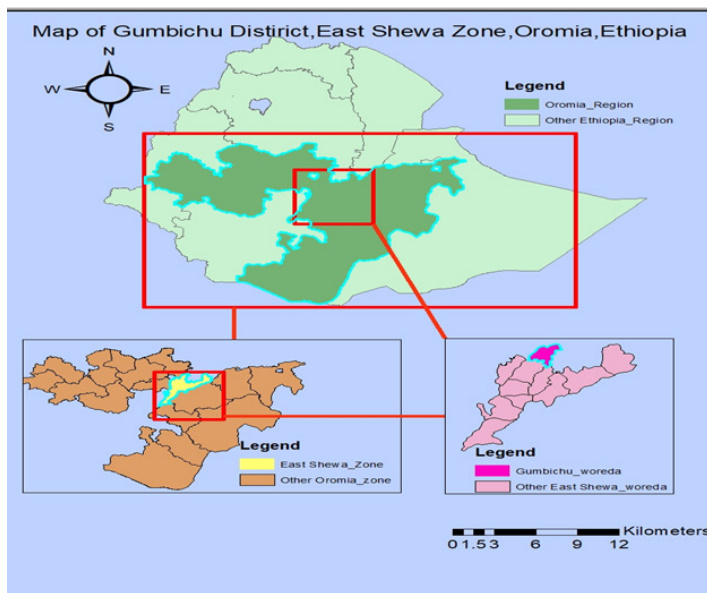 Map of Gumbichu Distirict,East Shewa Zone,Oromia,Ethiopia
N
W E
S
Legend
Oromia_Region
Other Ethiopia_Region
Legend
East Shewa_Zone
Other Oromia_zone
Legend
Gumbichu_woreda
Other East Shewa_woreda
Kilometers
0 1.5 3 6 9 12